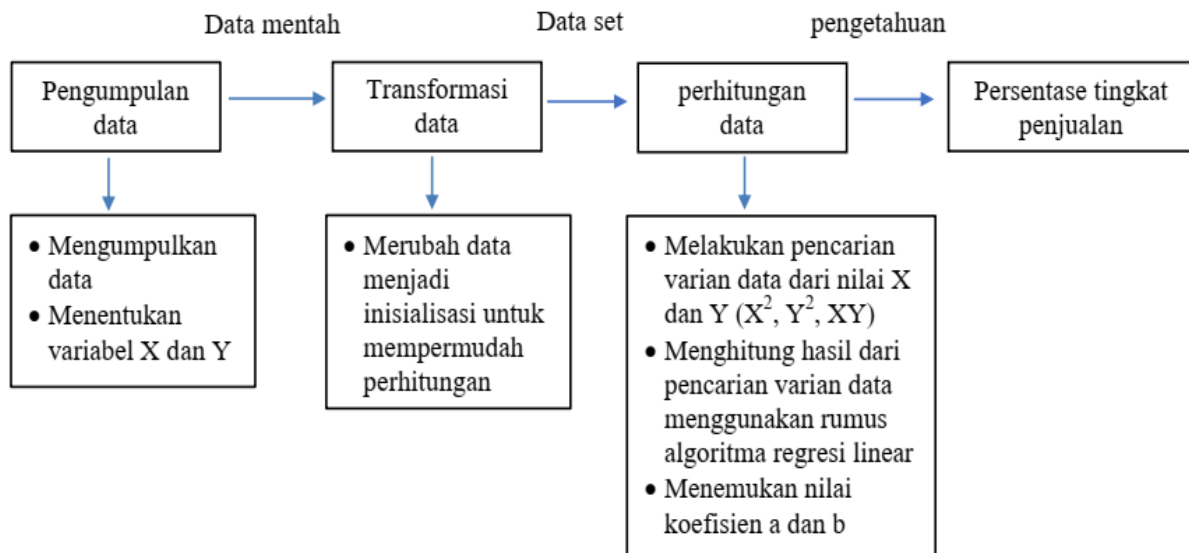 Data mentah
Data set
pengetahuan
Pengumpulan
data
Transformasi
data
perhitungan
data
Persentase tingkat
penjualan
• Mengumpulkan
data
• Menentukan
variabel X dan Y
• Merubah data
menjadi
inisialisasi untuk
mempermudah
perhitungan
• Melakukan pencarian
varian data dari nilai X
dan Y (X², Y², XY)
• Menghitung hasil dari
pencarian varian data
menggunakan rumus
algoritma regresi linear
• Menemukan nilai
koefisien a dan b